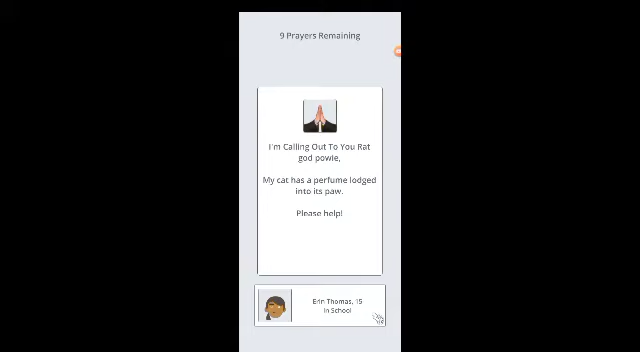 9 Prayers Remaining
I'm Calling Out To You Rat
god powie,
My cat has a perfume lodged
into its paw.
Please help!
Erin Thomas, 15
In School